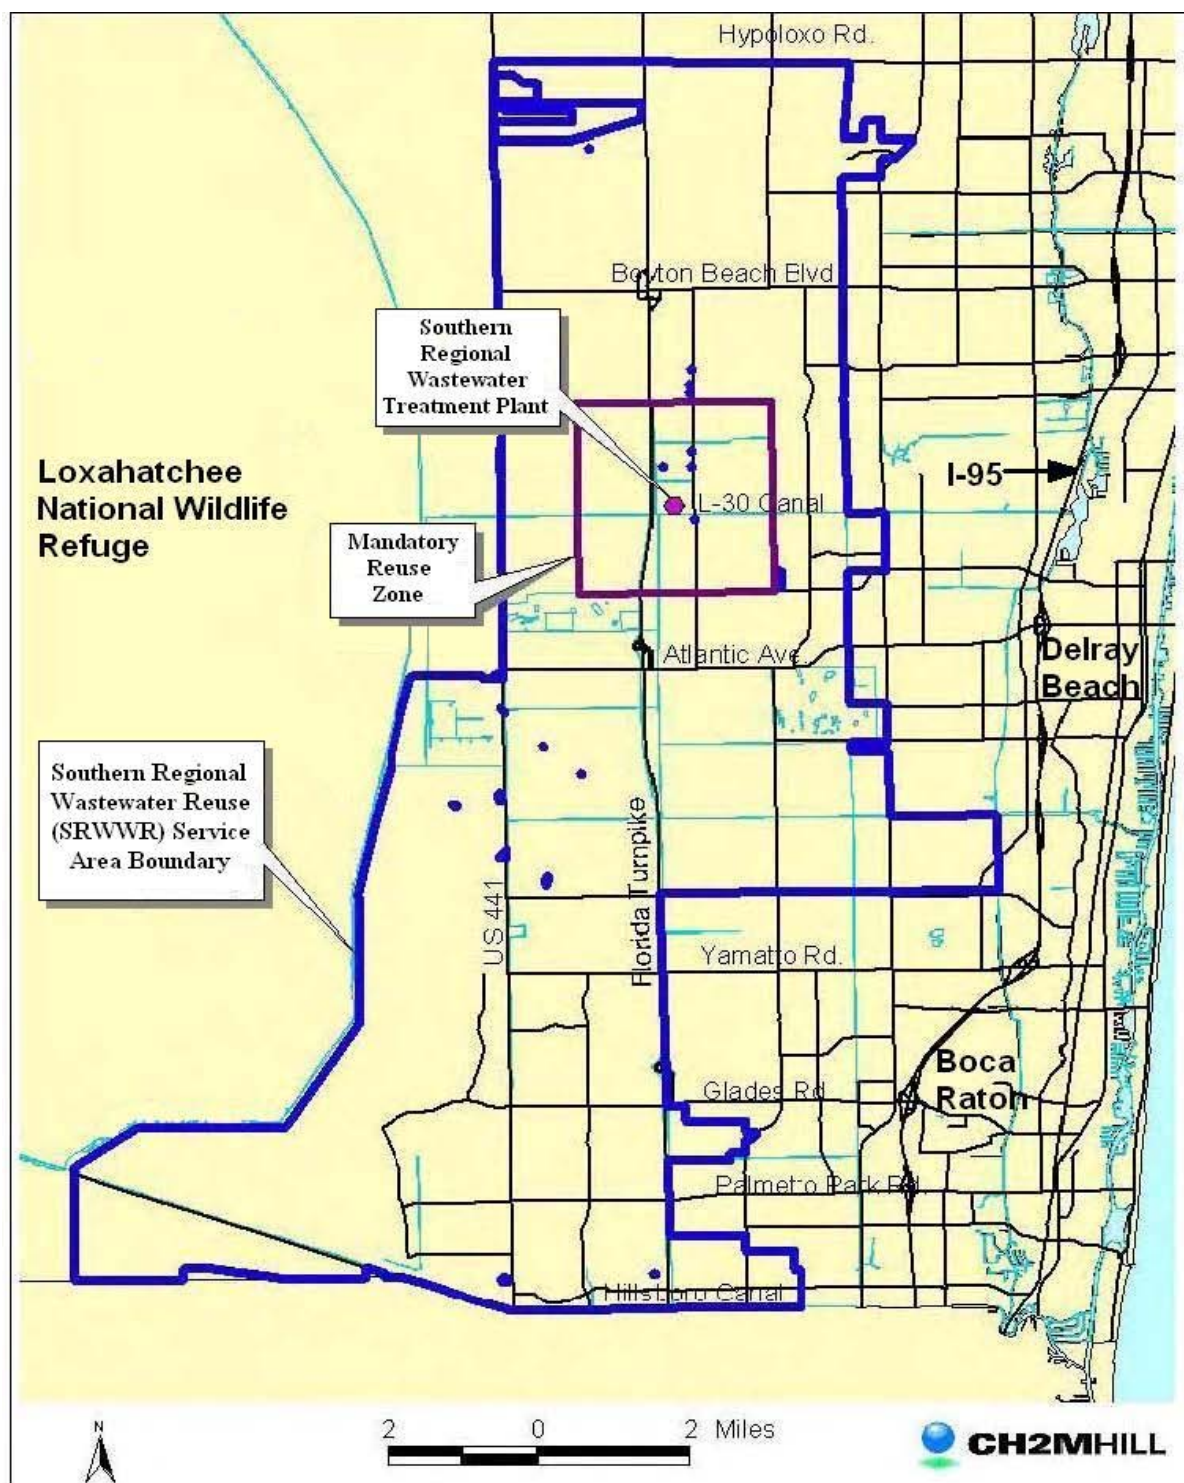 Hypoloxo Rd.
Boyton Beach Blvd
Southern
Regional
Wastewater
Treatment Plant
Loxahatchee
National Wildlife
Refuge
I-95
L-30 Canal
Mandatory
Reuse
Zone
Atlantic Ave.
Delray
Beach
Southern Regional
Wastewater Reuse
(SRWWR) Service
Area Boundary
US 441
Florida Turnpike
Yamatto Rd.
Boca
Raton
Glades Rd
Palmetto Park Rd.
Hillsboro Canal
N
2 0 2 Miles
CH2MHILL